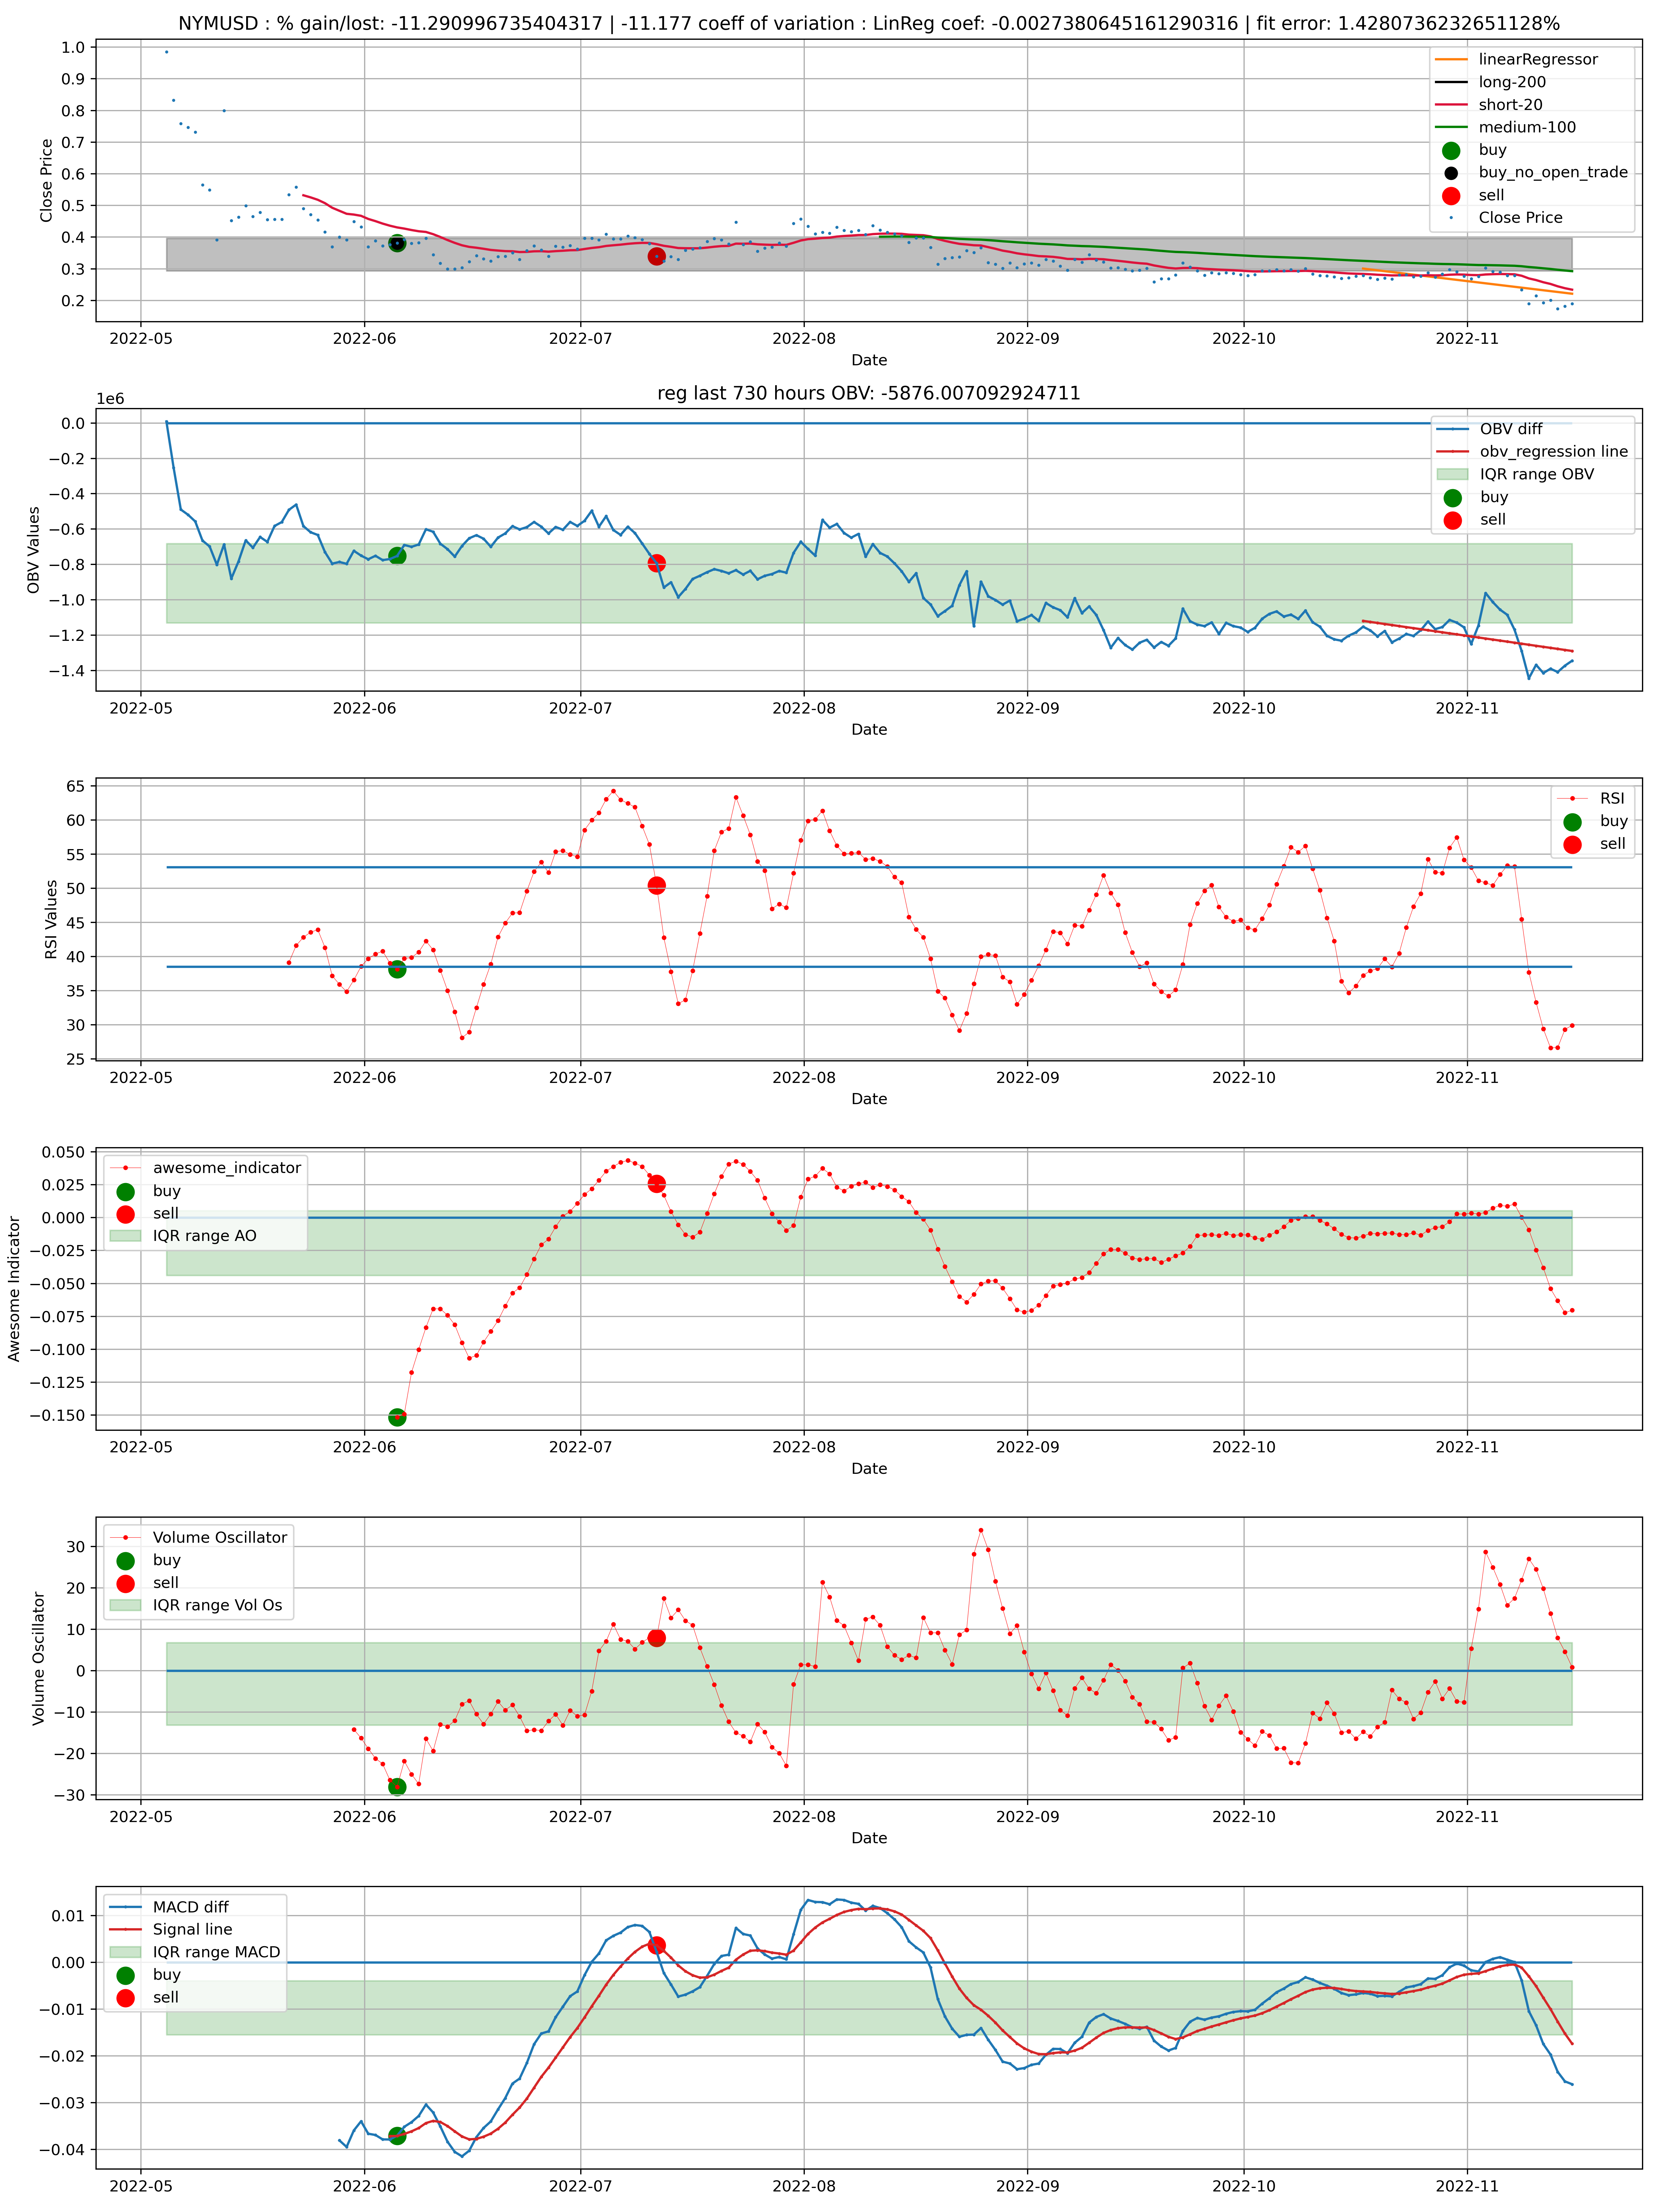 NYMUSD : % gain/lost: -11.290996735404317 | -11.177 coeff of variation : LinReg coef: -0.0027380645161290316 | fit error: 1.4280736232651128%
1.0
0.9
0.8
0.7
0.6
0.5
0.4
0.3
0.2
Close Price
linearRegressor
long-200
short-20
medium-100
buy
buy_no_open_trade
sell
Close Price
2022-05 2022-06 2022-07 2022-08 2022-09 2022-10 2022-11
Date
reg last 730 hours OBV: -5876.007092924711
1e6
0.0
−0.2
−0.4
−0.6
−0.8
−1.0
−1.2
−1.4
OBV Values
OBV diff
obv_regression line
IQR range OBV
buy
sell
2022-05 2022-06 2022-07 2022-08 2022-09 2022-10 2022-11
Date
65
60
55
50
45
40
35
30
25
RSI Values
RSI
buy
sell
2022-05 2022-06 2022-07 2022-08 2022-09 2022-10 2022-11
Date
0.050
0.025
0.000
−0.025
−0.050
−0.075
−0.100
−0.125
−0.150
Awesome Indicator
awesome_indicator
buy
sell
IQR range AO
2022-05 2022-06 2022-07 2022-08 2022-09 2022-10 2022-11
Date
30
20
10
0
−10
−20
−30
Volume Oscillator
Volume Oscillator
buy
sell
IQR range Vol Os
2022-05 2022-06 2022-07 2022-08 2022-09 2022-10 2022-11
Date
0.01
0.00
−0.01
−0.02
−0.03
−0.04
MACD diff
Signal line
IQR range MACD
buy
sell
2022-05 2022-06 2022-07 2022-08 2022-09 2022-10 2022-11